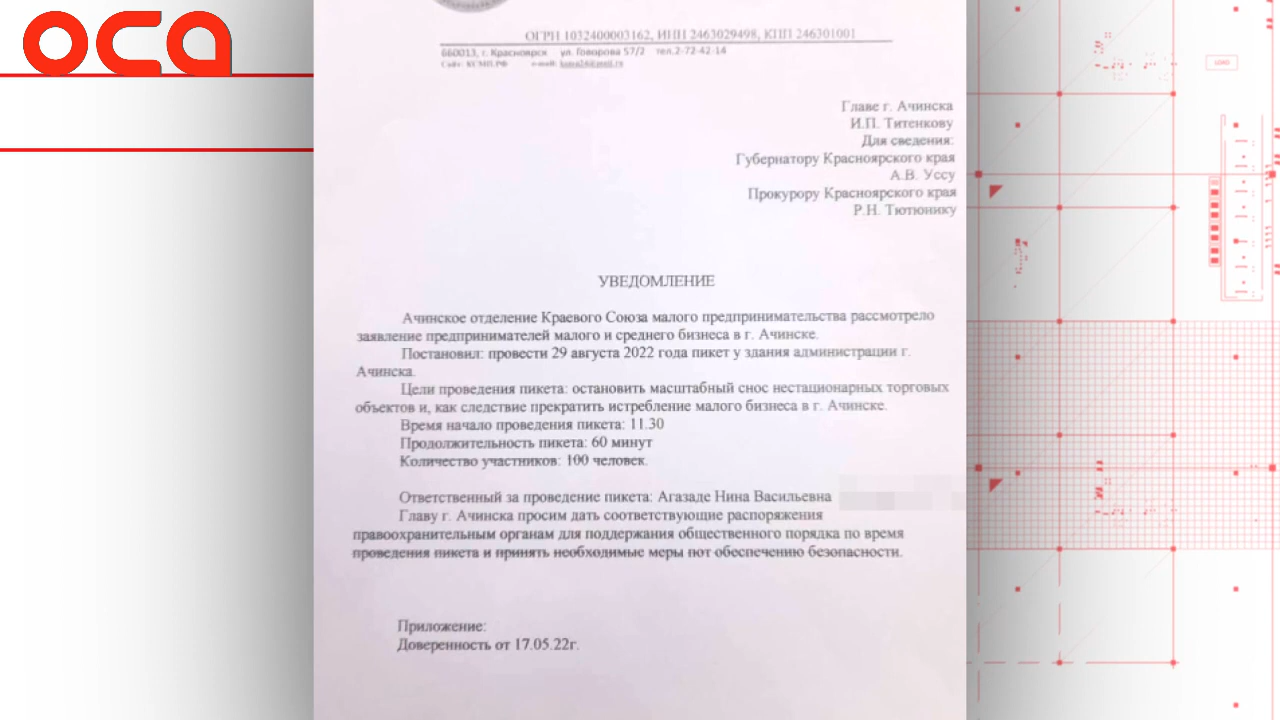 оса
ОГРН 1032400003162, ИНН 2463029498, КПП 246301001
660013, г. Красноярск ул. Говорова 57/2 тел.2-72-42-14
Сайт: КСМП.РФ e-mail:
Главе г. Ачинска
И.П. Титенкову
Для сведения:
Губернатору Красноярского края
А.В. Уссу
Прокурору Красноярского края
Р.Н. Тютюнику
УВЕДОМЛЕНИЕ
Ачинское отделение Краевого Союза малого предпринимательства рассмотрело
заявление предпринимателей малого и среднего бизнеса в г. Ачинске.
Постановил: провести 29 августа 2022 года пикет у здания администрации г.
Ачинска.
Цели проведения пикета: остановить масштабный снос нестационарных торговых
объектов и, как следствие прекратить истребление малого бизнеса в г. Ачинске.
Время начало проведения пикета: 11.30
Продолжительность пикета: 60 минут
Количество участников: 100 человек.
Ответственный за проведение пикета: Агазаде Нина Васильевна
Главу г. Ачинска просим дать соответствующие распоряжения
правоохранительным органам для поддержания общественного порядка по время
проведения пикета и принять необходимые меры пот обеспечению безопасности.
Приложение:
Доверенность от 17.05.22г.
LOAD